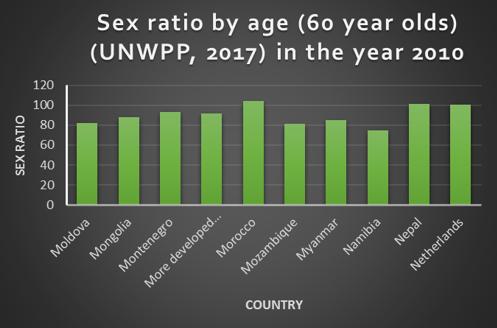 Sex ratio by age (60 year olds)
(UNWPP, 2017) in the year 2010
120
100
80
60
40
20
0
SEX RATIO
Moldova
Mongolia
Montenegro
More developed...
Morocco
Mozambique
Myanmar
Namibia
Nepal
Netherlands
COUNTRY